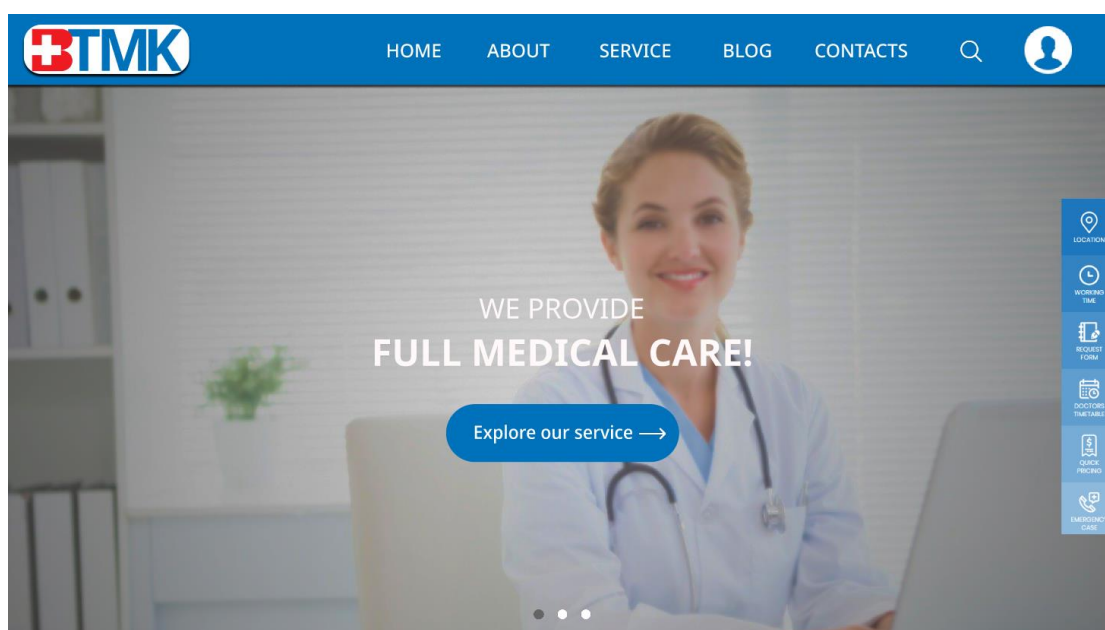 BTMK
HOME ABOUT SERVICE BLOG CONTACTS
WE PROVIDE
FULL MEDICAL CARE!
Explore our service
LOCATION
WORKING
TIME
REQUEST
FORM
DOCTORS
TIMETABLE
QUICK
PRICING
EMERGENCY
CASE